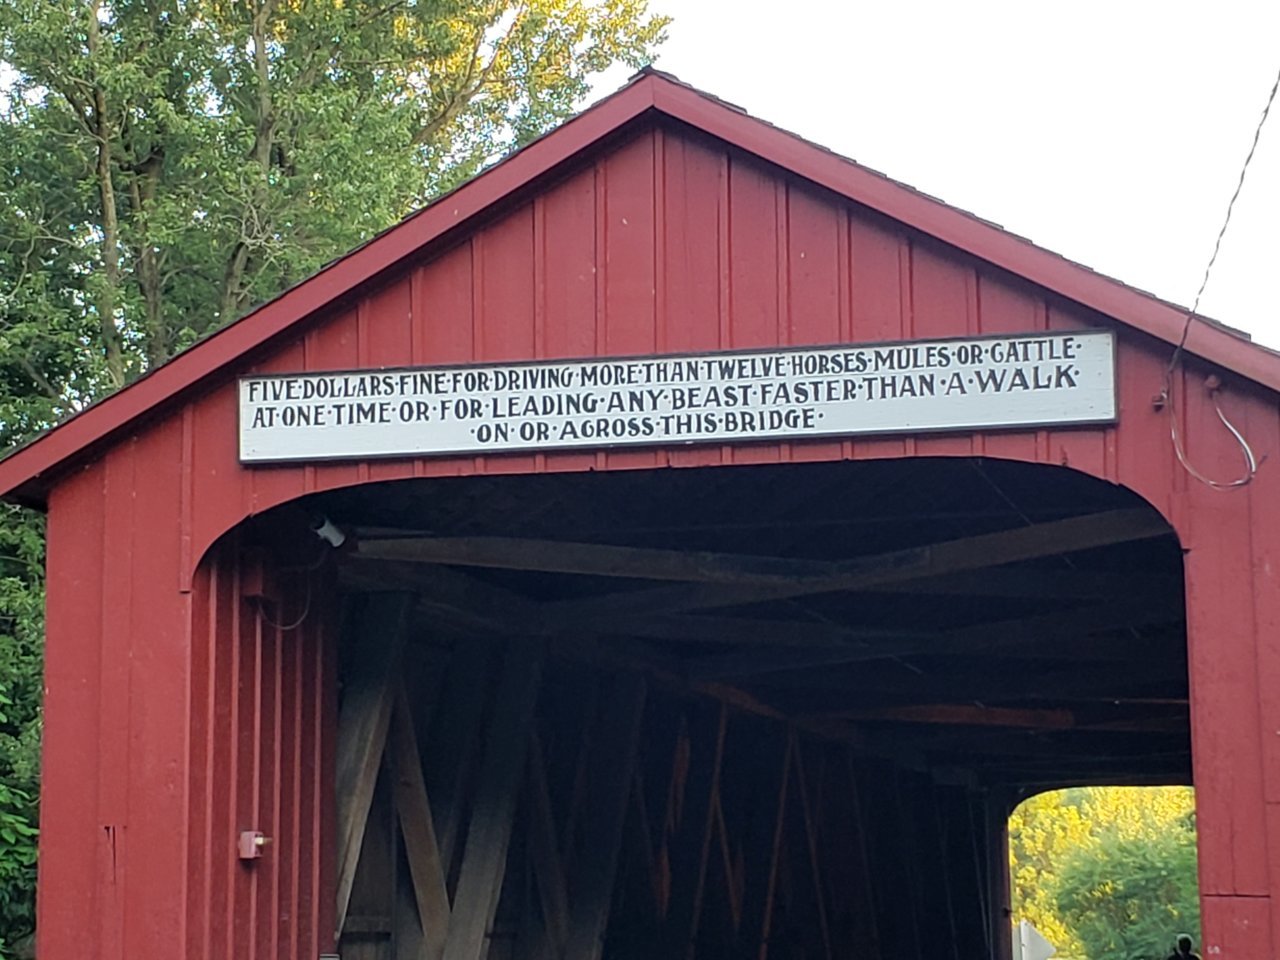 FIVE·DOLLARS·FINE·FOR·DRIVING·MORE·THAN·TWELVE·HORSES·MULES·OR·CATTLE·
AT·ONE·TIME·OR·FOR·LEADING·ANY·BEAST·FASTER·THAN·A·WALK·
·ON·OR·ACROSS·THIS·BRIDGE·